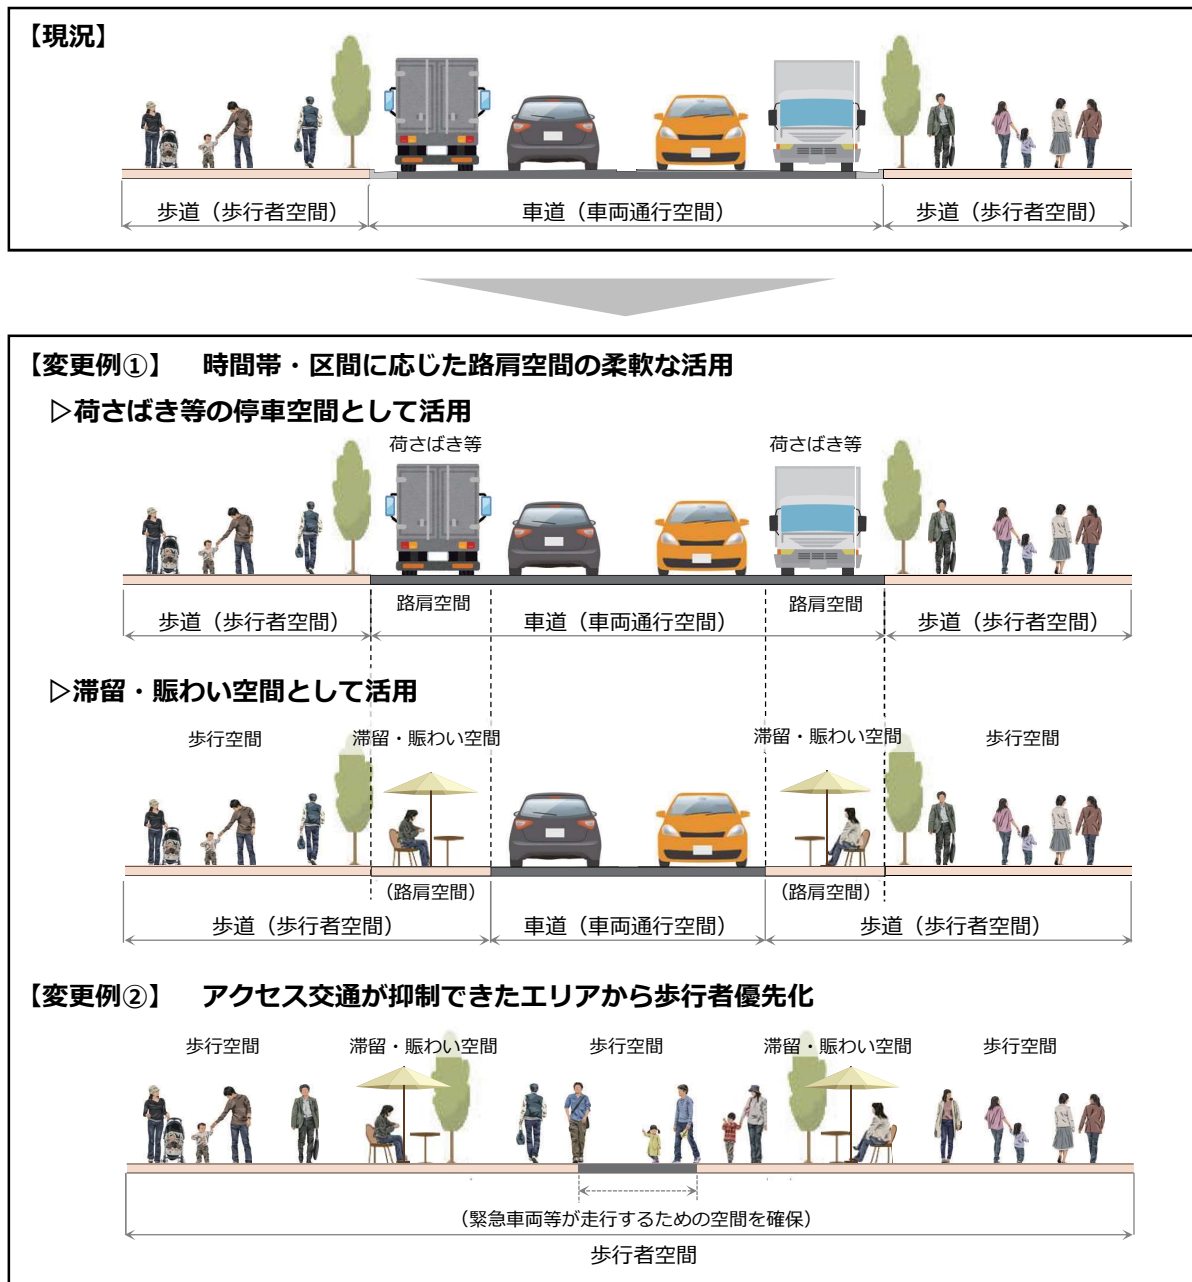 【現況】
歩道（歩行者空間）
車道（車両通行空間）
歩道（歩行者空間）
【変更例①】　時間帯・区間に応じた路肩空間の柔軟な活用
▷荷さばき等の停車空間として活用
荷さばき等
荷さばき等
路肩空間
路肩空間
歩道（歩行者空間）
車道（車両通行空間）
歩道（歩行者空間）
▷滞留・賑わい空間として活用
歩行空間
滞留・賑わい空間
滞留・賑わい空間
歩行空間
（路肩空間）
（路肩空間）
歩道（歩行者空間）
車道（車両通行空間）
歩道（歩行者空間）
【変更例②】　アクセス交通が抑制できたエリアから歩行者優先化
歩行空間
滞留・賑わい空間
歩行空間
滞留・賑わい空間
歩行空間
（緊急車両等が走行するための空間を確保）
歩行者空間